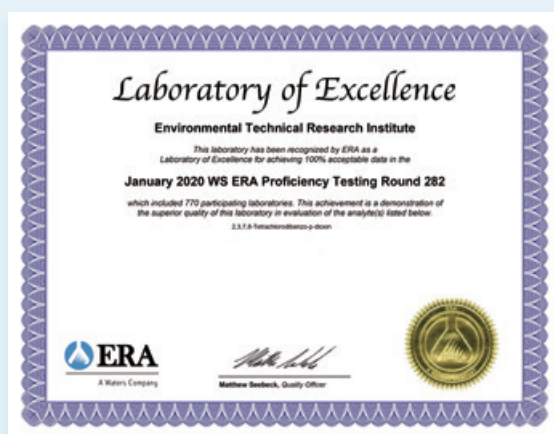 Laboratory of Excellence
Environmental Technical Research Institute
This laboratory has been recognized by ERA as a
Laboratory of Excellence for achieving 100% acceptable data in the
January 2020 WS ERA Proficiency Testing Round 282
which included 770 participating laboratories. This achievement is a demonstration of
the superior quality of this laboratory in evaluation of the analyte(s) listed below.
2,3,7,8-Tetrachlorodibenzo-p-dioxin
ERA
A Waters Company
Matthew Seebeck, Quality Officer